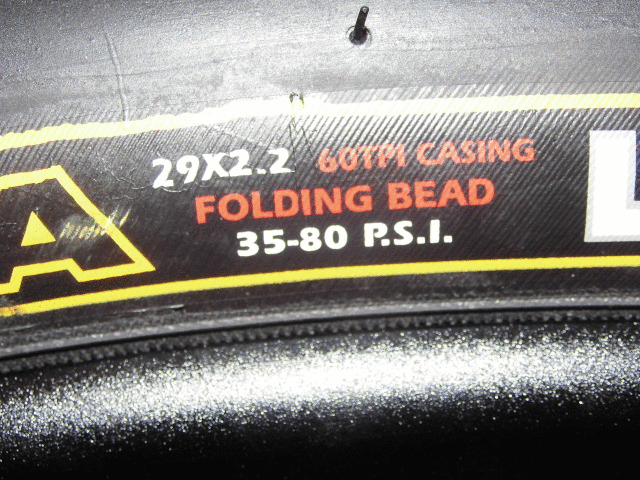 A
29X2.2 60TPI CASING
FOLDING BEAD
35-80 P.S.I.
L